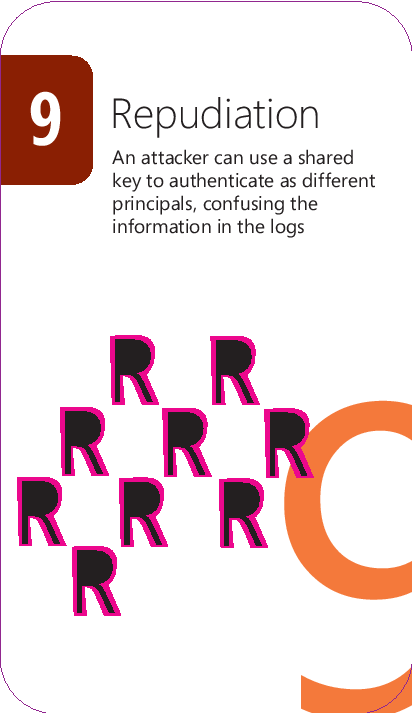 9
Repudiation
An attacker can use a shared
key to authenticate as different
principals, confusing the
information in the logs
R R
R R R
R R R
R
9